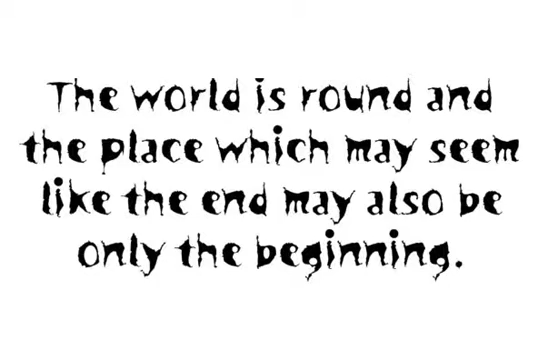 The world is round and
the place which may seem
like the end may also be
only the beginning.